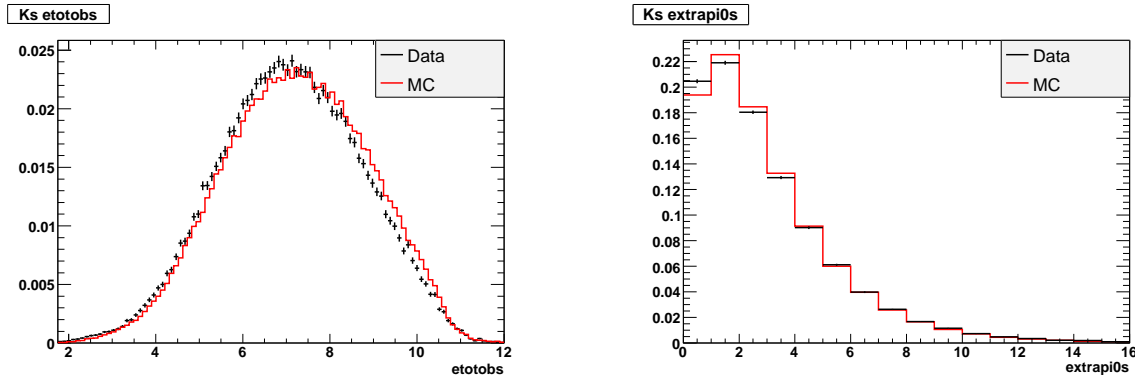 Ks etotobs
Data
MC
0.025
0.02
0.015
0.01
0.005
0
2 4 6 8 10 12
etotobs
Ks extrapi0s
Data
MC
0.22
0.2
0.18
0.16
0.14
0.12
0.1
0.08
0.06
0.04
0.02
0
0 2 4 6 8 10 12 14 16
extrapi0s